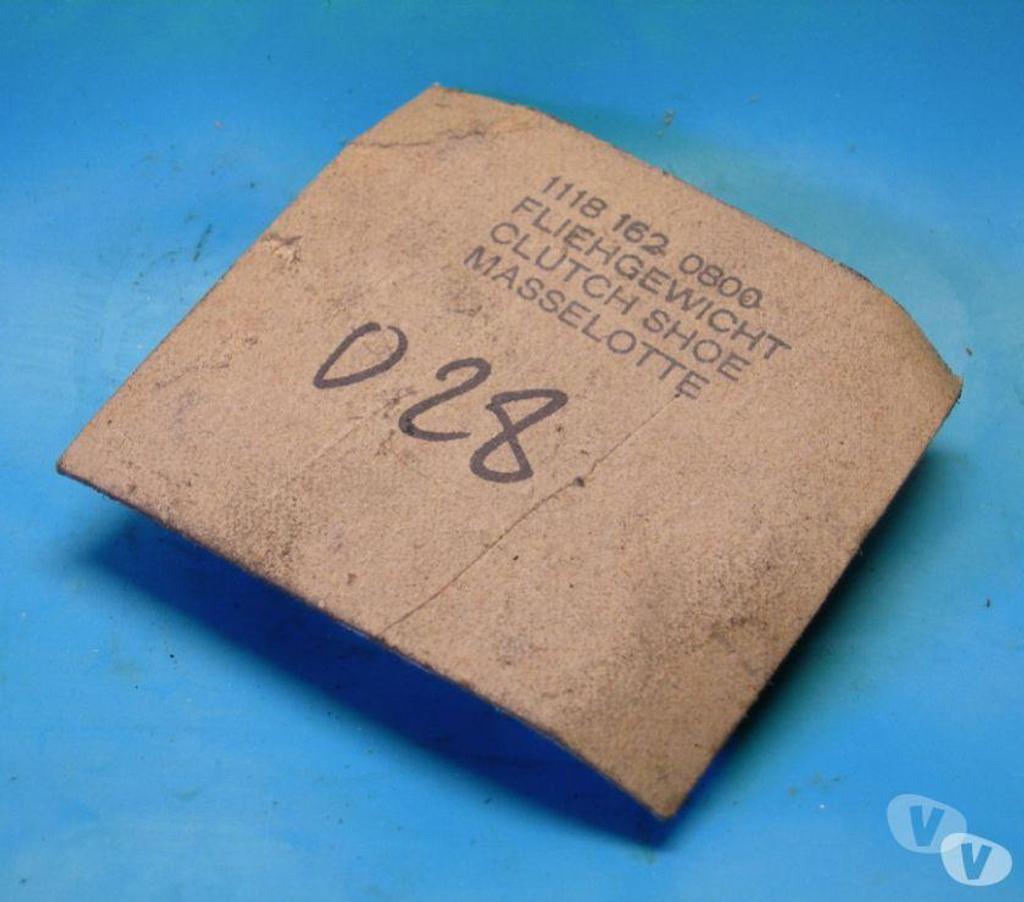 1118 162 0800
FLIEHGEWICHT
CLUTCH SHOE
MASSELOTTE
028
V
V